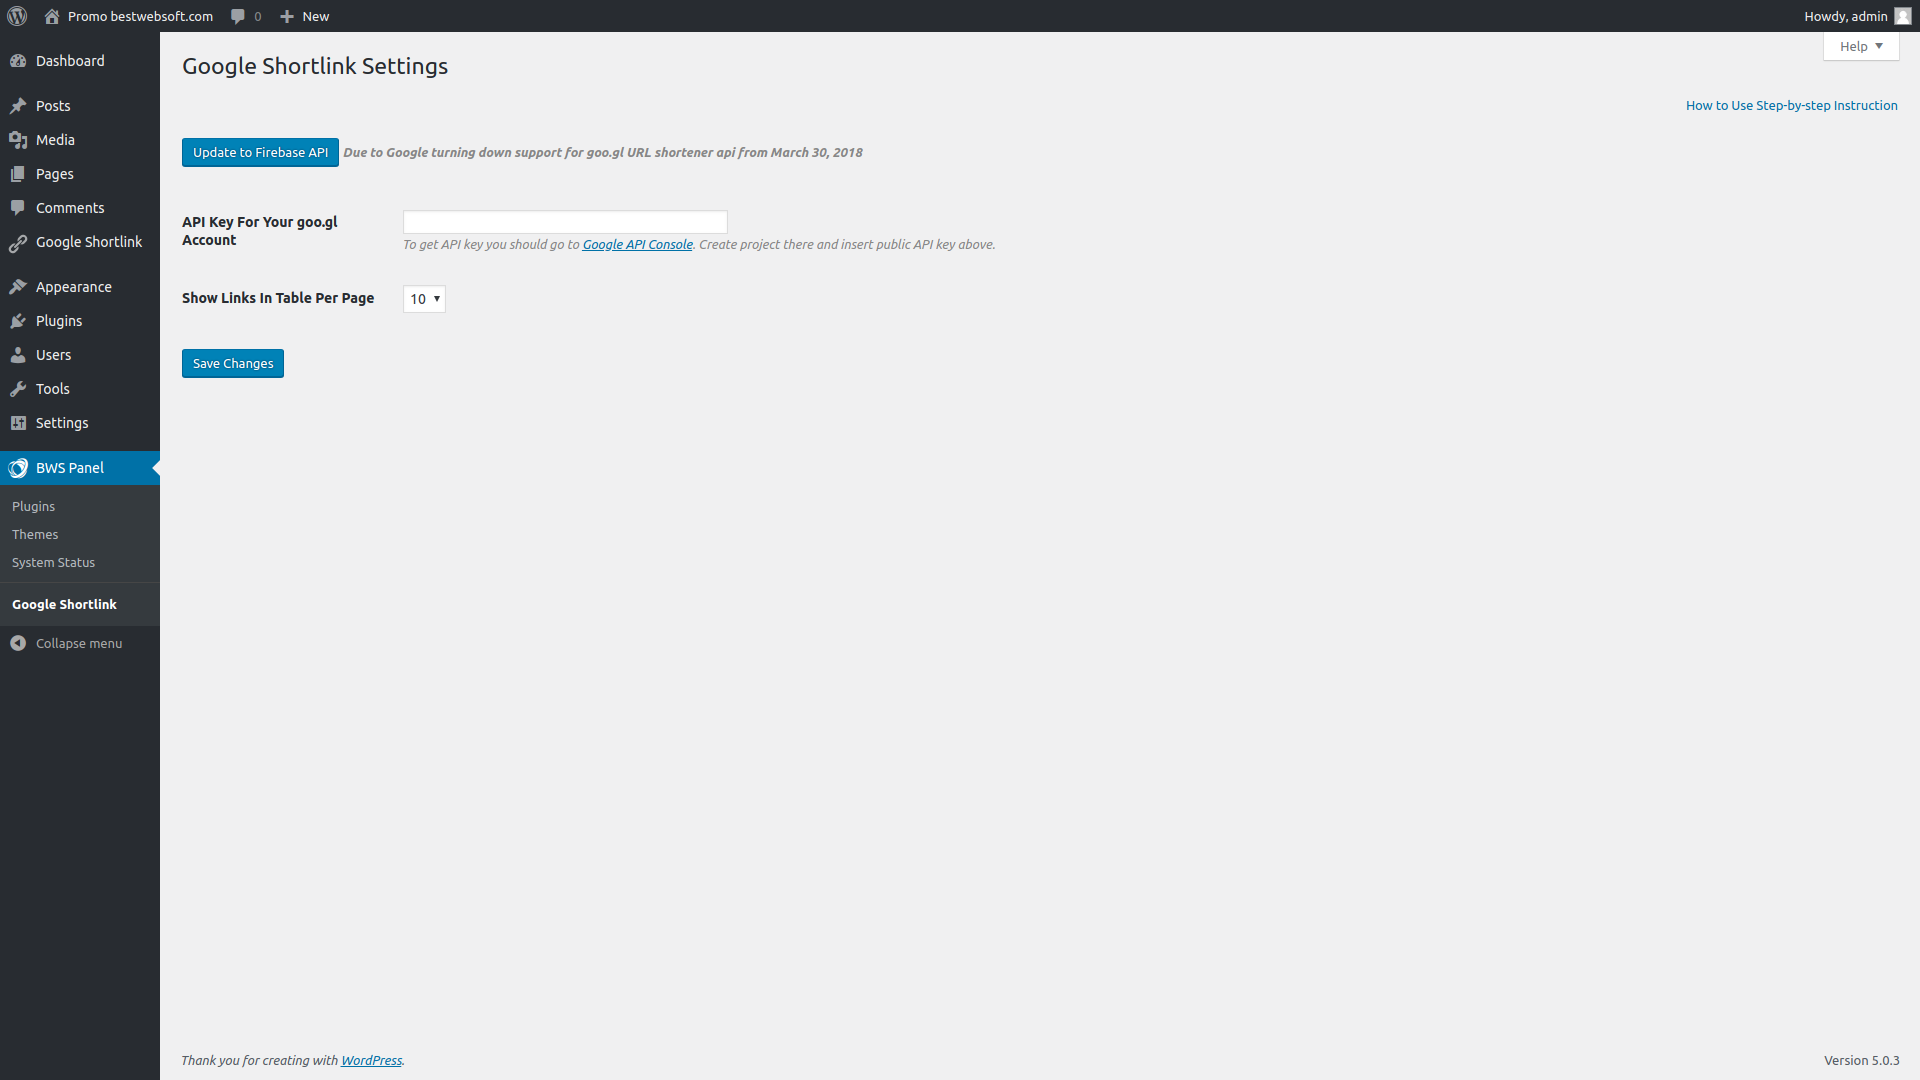 Promo bestwebsoft.com 0 New Howdy, admin
Help ▼
Dashboard
Posts
Media
Pages
Comments
Google Shortlink
Appearance
Plugins
Users
Tools
Settings
BWS Panel
Plugins
Themes
System Status
Google Shortlink
Collapse menu
Google Shortlink Settings
How to Use Step-by-step Instruction
Update to Firebase API Due to Google turning down support for goo.gl URL shortener api from March 30, 2018
API Key For Your goo.gl
Account
To get API key you should go to Google API Console. Create project there and insert public API key above.
Show Links In Table Per Page 10 ▼
Save Changes
Thank you for creating with WordPress.
Version 5.0.3